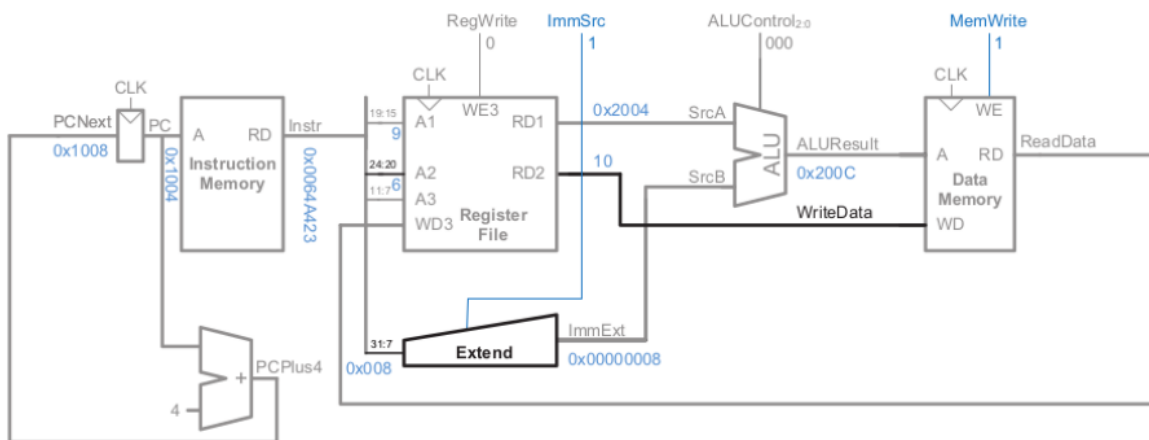 RegWrite
0
ImmSrc
1
ALUControl2:0
000
MemWrite
1
CLK
CLK
CLK
PCNext
0x1008
PC
0x1004
A
RD
Instruction
Memory
Instr
0x0064A423
19:15
9
A1
24:20
6
A2
11:7
A3
WD3
WE3
RD1
RD2
Register
File
0x2004
SrcA
10
SrcB
ALU
ALUResult
0x200C
WriteData
WE
A
RD
Data
Memory
WD
ReadData
31:7
0x008
Extend
ImmExt
0x00000008
4
+
PCPlus4